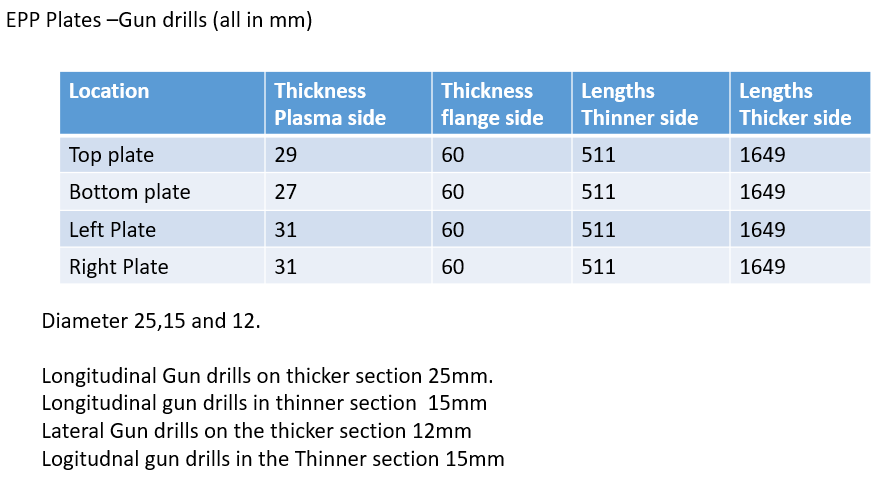 EPP Plates –Gun drills (all in mm)
Location Thickness Plasma side Thickness flange side Lengths Thinner side Lengths Thicker side
Top plate 29 60 511 1649
Bottom plate 27 60 511 1649
Left Plate 31 60 511 1649
Right Plate 31 60 511 1649
Diameter 25,15 and 12.
Longitudinal Gun drills on thicker section 25mm.
Longitudinal gun drills in thinner section  15mm
Lateral Gun drills on the thicker section 12mm
Logitudnal gun drills in the Thinner section 15mm